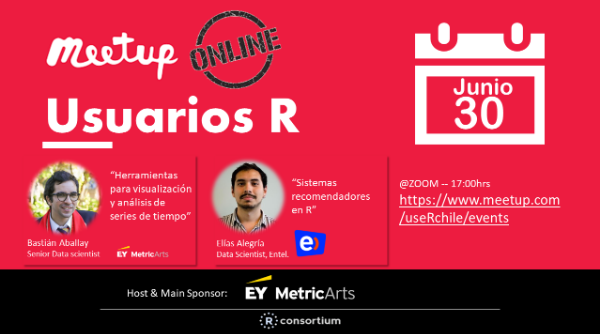 meetup
ONLINE
Usuarios R
Junio
30
"Herramientas
para visualización
y análisis de
series de tiempo"
Bastián Aballay
Senior Data scientist
EY MetricArts
"Sistemas
recomendadores
en R"
Elías Alegría
Data Scientist, Entel.
e)
@ZOOM -- 17:00hrs
https://www.meetup.com
/useRchile/events
Host & Main Sponsor:
EY MetricArts
R consortium